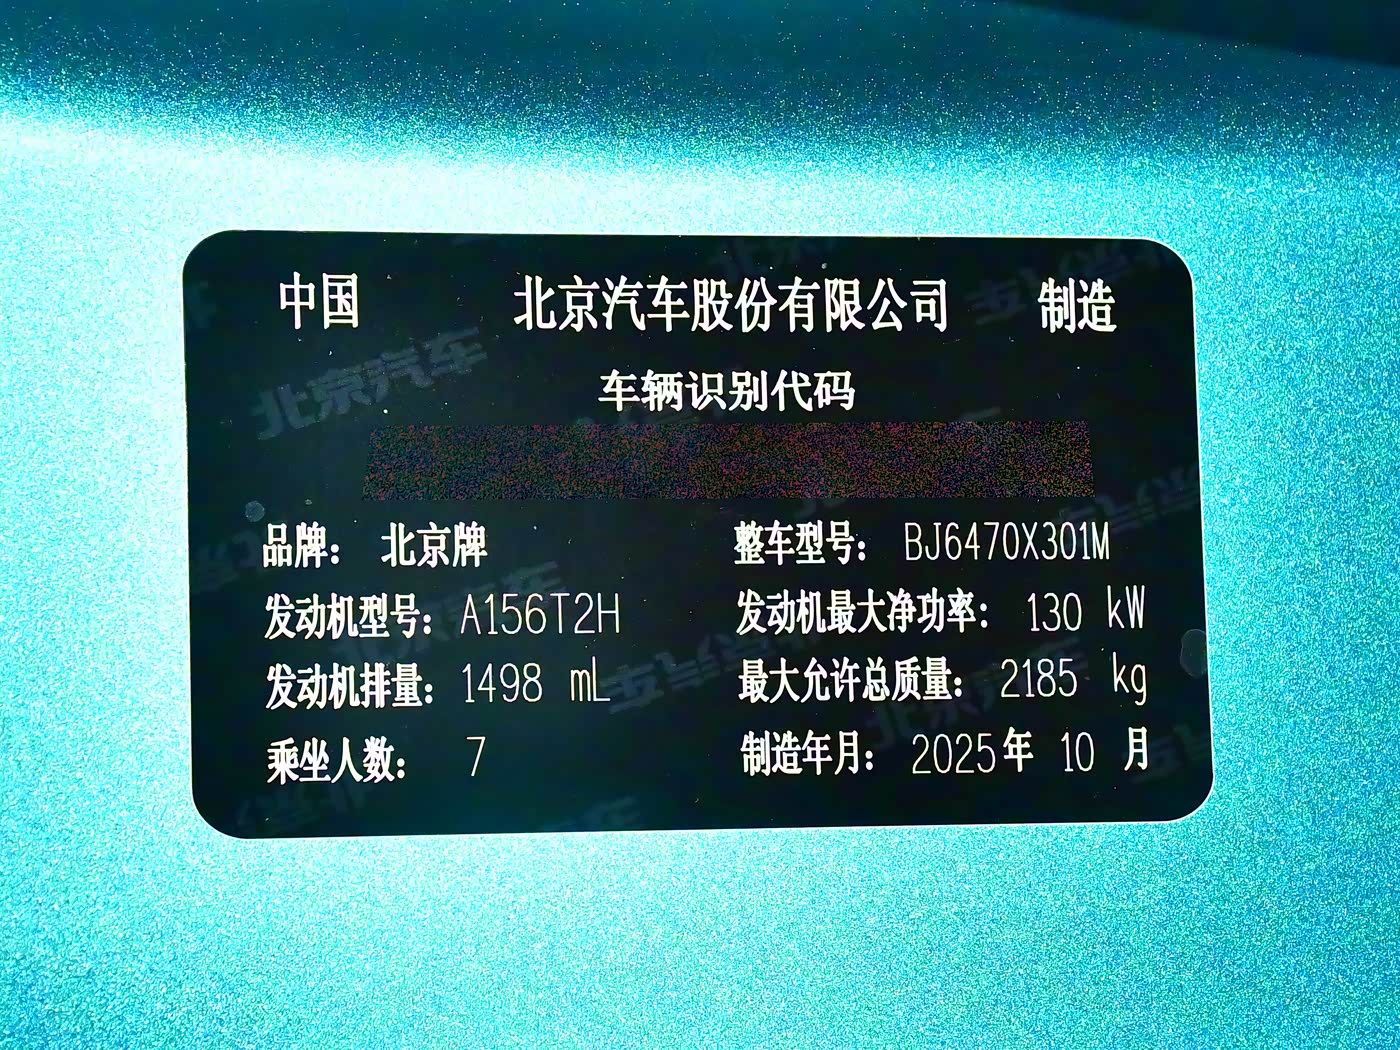 中国 北京汽车股份有限公司 制造
车辆识别代码
品牌： 北京牌 整车型号： BJ6470X301M
发动机型号： A156T2H 发动机最大净功率： 130 kW
发动机排量： 1498 mL 最大允许总质量： 2185 kg
乘坐人数： 7 制造年月： 2025年 10 月
北京汽车